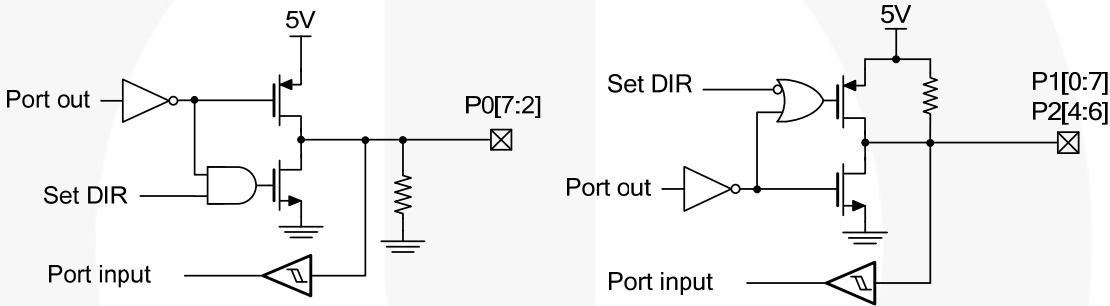 5V
Port out
P0[7:2]
Set DIR
Port input
5V
Set DIR
P1[0:7]
P2[4:6]
Port out
Port input